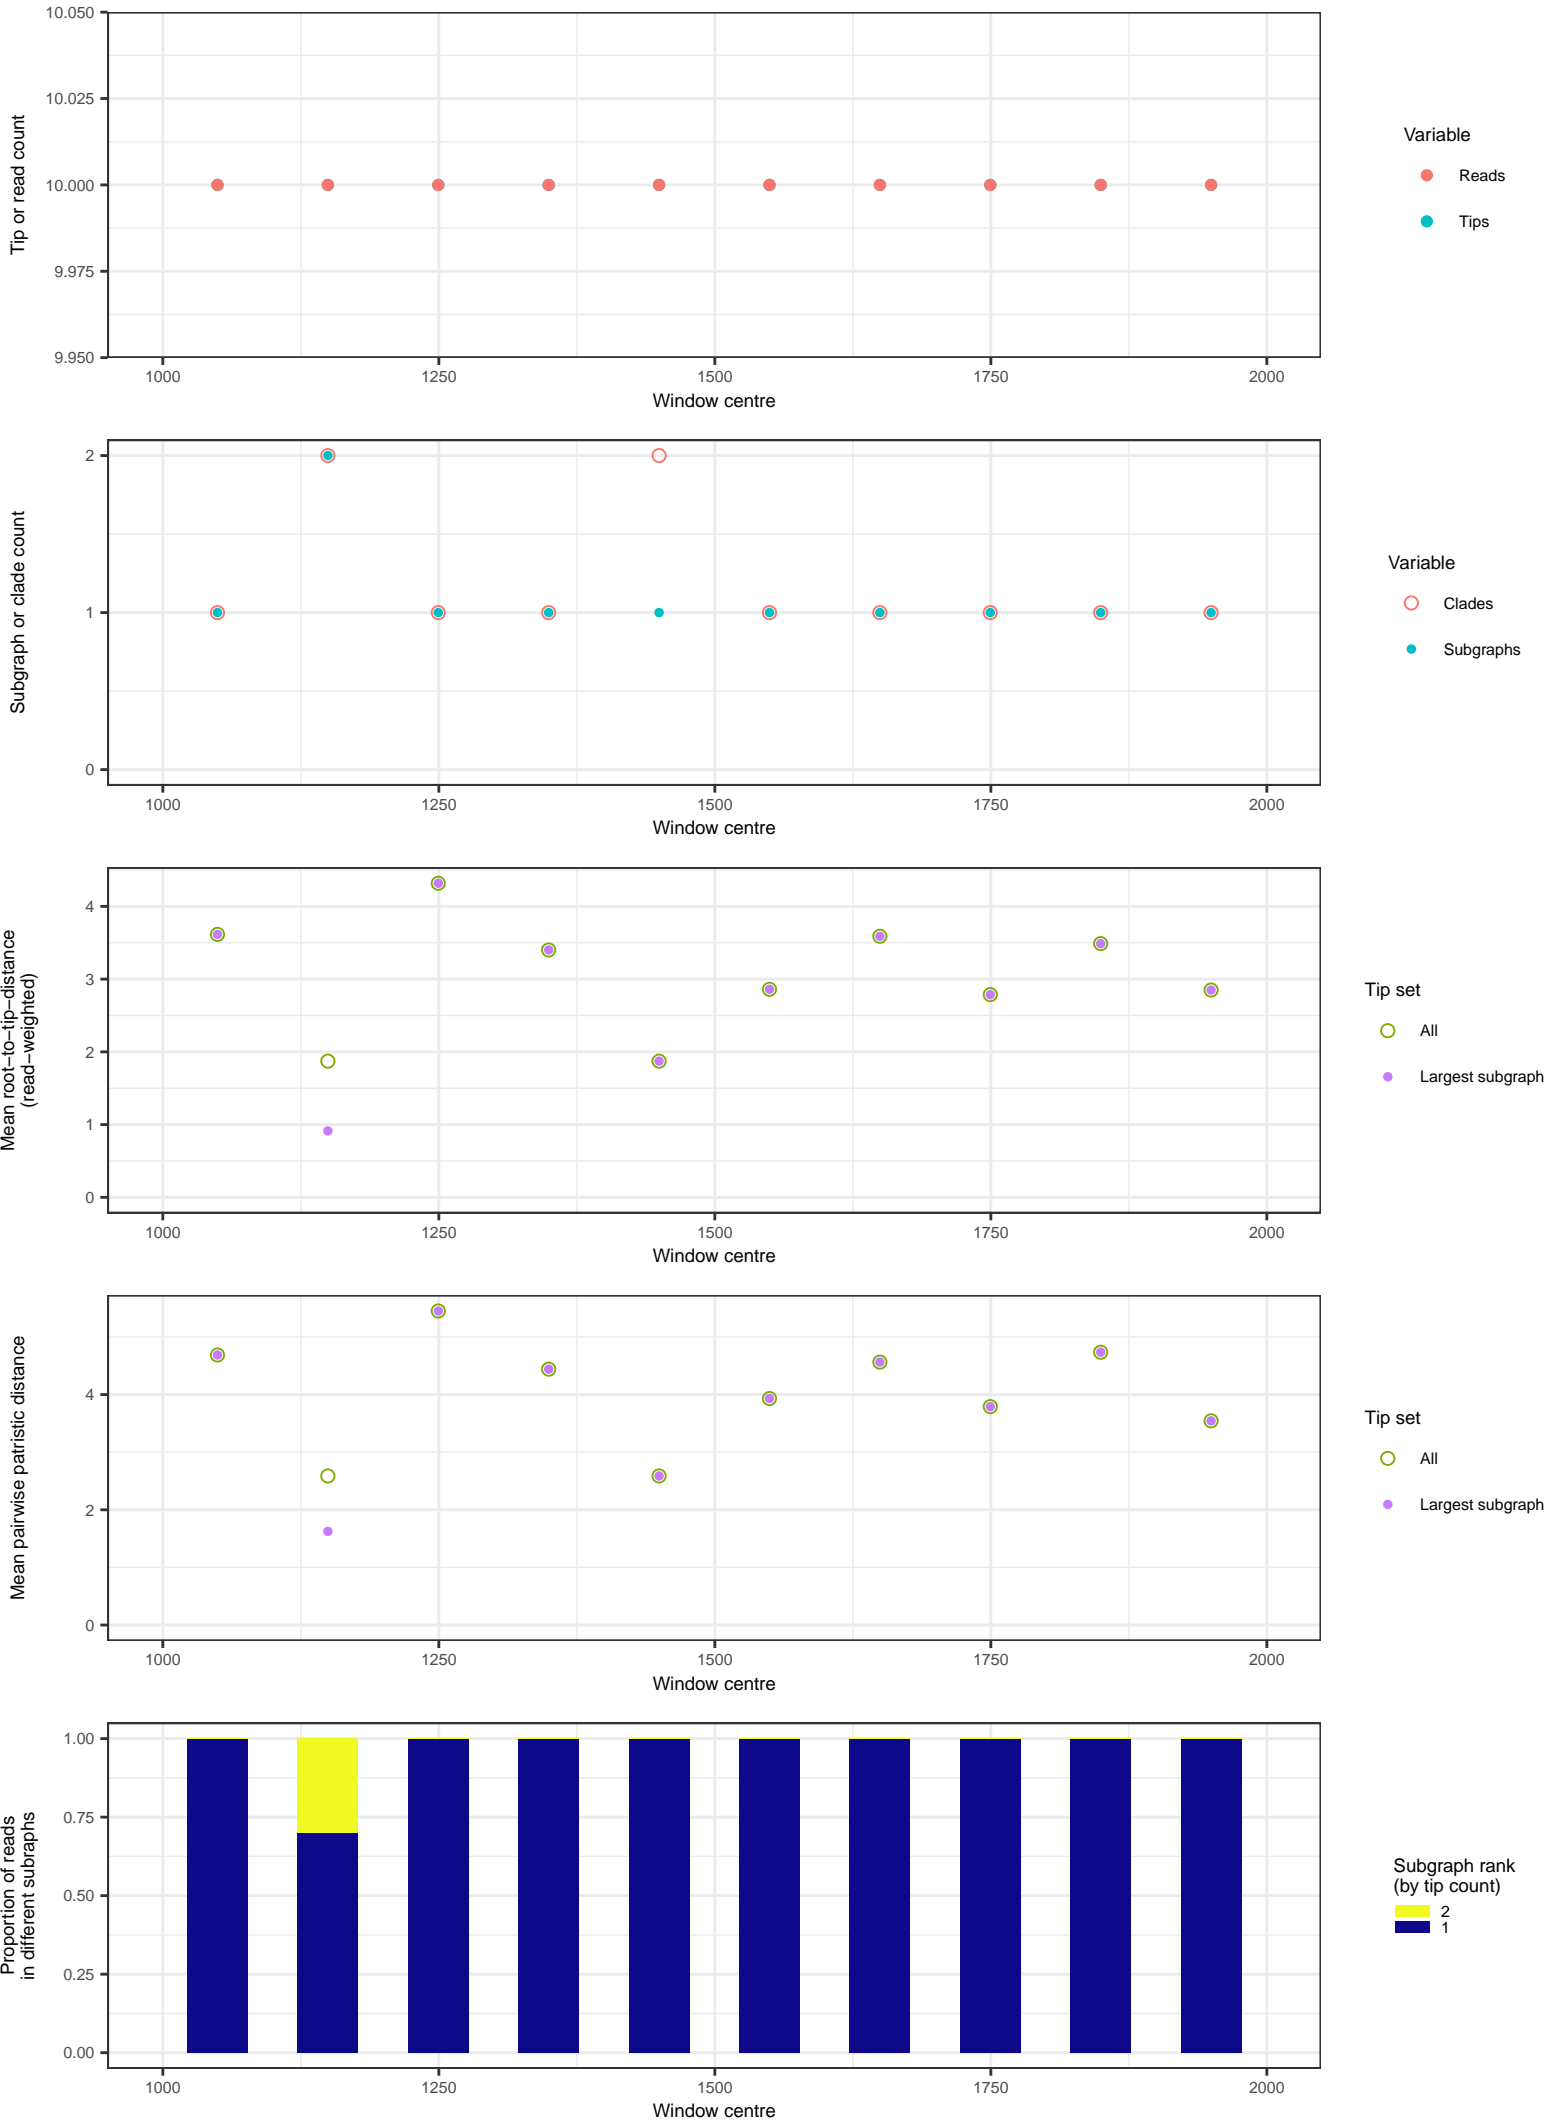 10.050
10.025
10.000
9.975
9.950
Tip or read count
1000 1250 1500 1750 2000
Window centre
Variable
Reads
Tips
2
1
0
Subgraph or clade count
1000 1250 1500 1750 2000
Window centre
Variable
Clades
Subgraphs
4
3
2
1
0
Mean root−to−tip−distance
(read−weighted)
1000 1250 1500 1750 2000
Window centre
Tip set
All
Largest subgraph
4
2
0
Mean pairwise patristic distance
1000 1250 1500 1750 2000
Window centre
Tip set
All
Largest subgraph
1.00
0.75
0.50
0.25
0.00
Proportion of reads
in different subraphs
1000 1250 1500 1750 2000
Window centre
Subgraph rank
(by tip count)
2
1